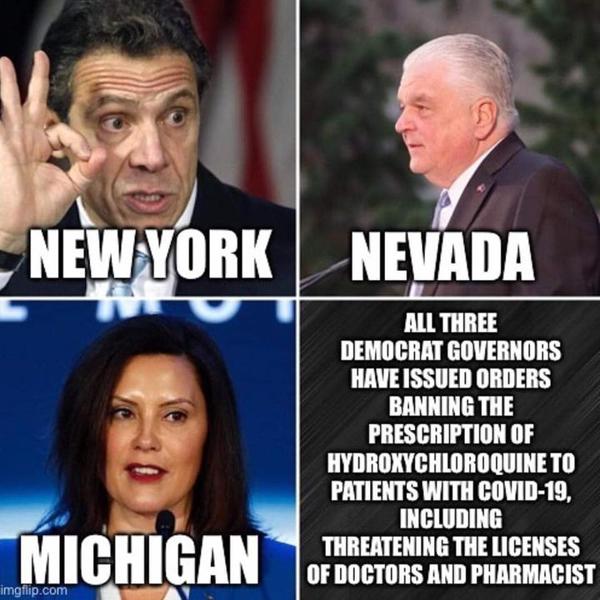 NEW YORK
NEVADA
MICHIGAN
ALL THREE
DEMOCRAT GOVERNORS
HAVE ISSUED ORDERS
BANNING THE
PRESCRIPTION OF
HYDROXYCHLOROQUINE TO
PATIENTS WITH COVID-19,
INCLUDING
THREATENING THE LICENSES
OF DOCTORS AND PHARMACIST
imgflip.com